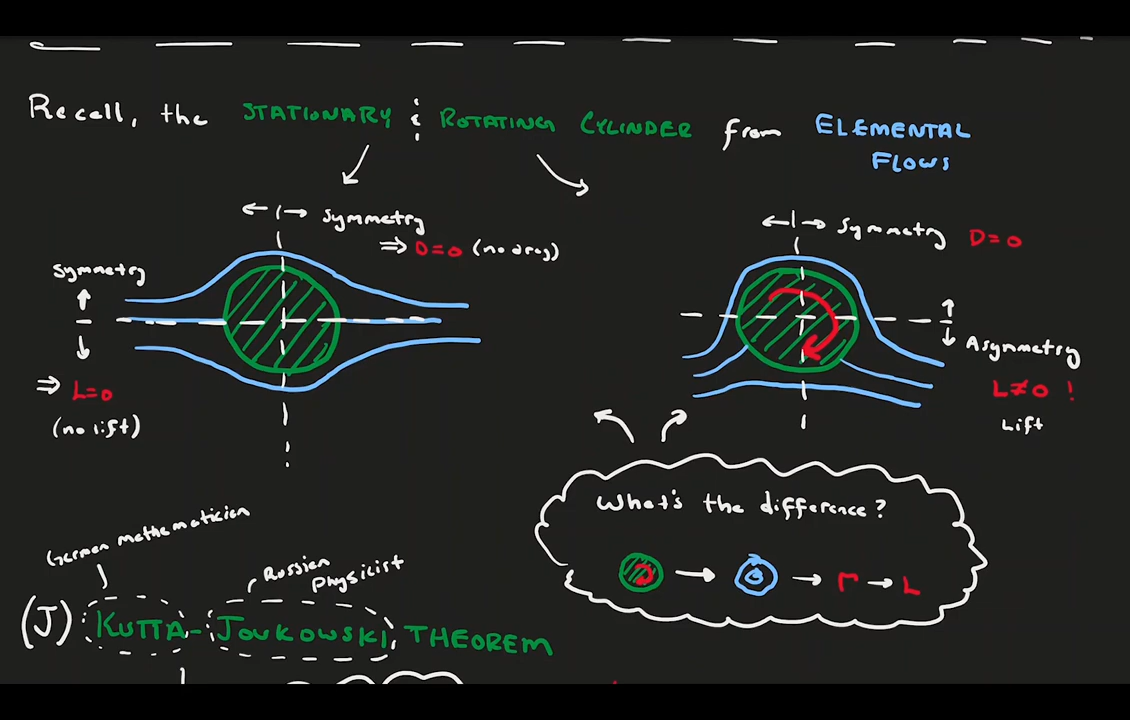 Recall, the STATIONARY & ROTATING CYLINDER from ELEMENTAL
FLOWS
Symmetry
⇒ D=0 (no drag)
Symmetry
⇒ L=0
(no lift)
Symmetry D=0
Asymmetry
L≠0 !
Lift
What's the difference?
→ → Γ → L
German mathematician
Russian
Physicist
(J) KUTTA-JOUKOWSKI THEOREM